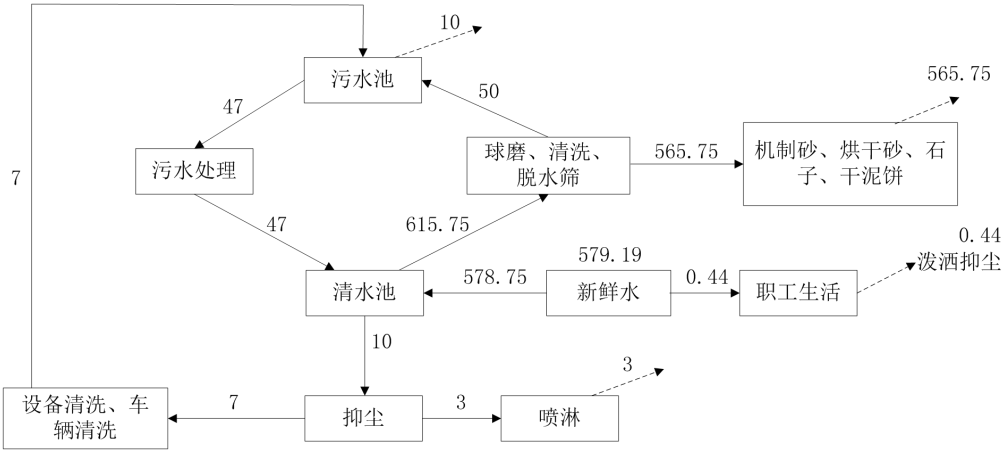 10
污水池
565.75
47
50
污水处理
球磨、清洗、
脱水筛
565.75
机制砂、烘干砂、石
子、干泥饼
7
47
615.75
0.44
泼洒抑尘
579.19
清水池
578.75
新鲜水
0.44
职工生活
10
3
设备清洗、车
辆清洗
7
抑尘
3
喷淋